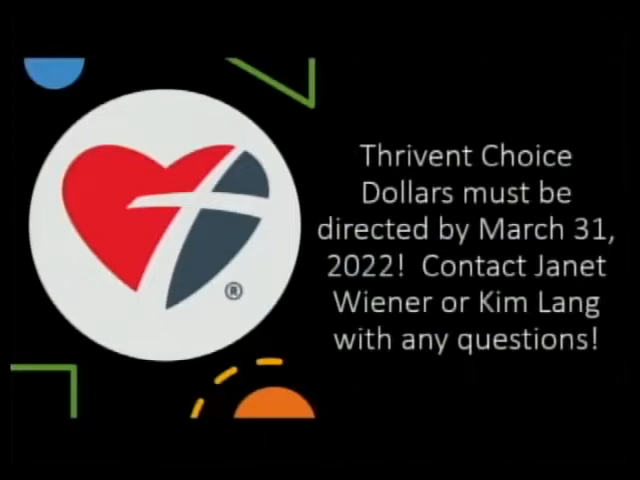 Thrivent Choice
Dollars must be
directed by March 31,
2022!  Contact Janet
Wiener or Kim Lang
with any questions!
®